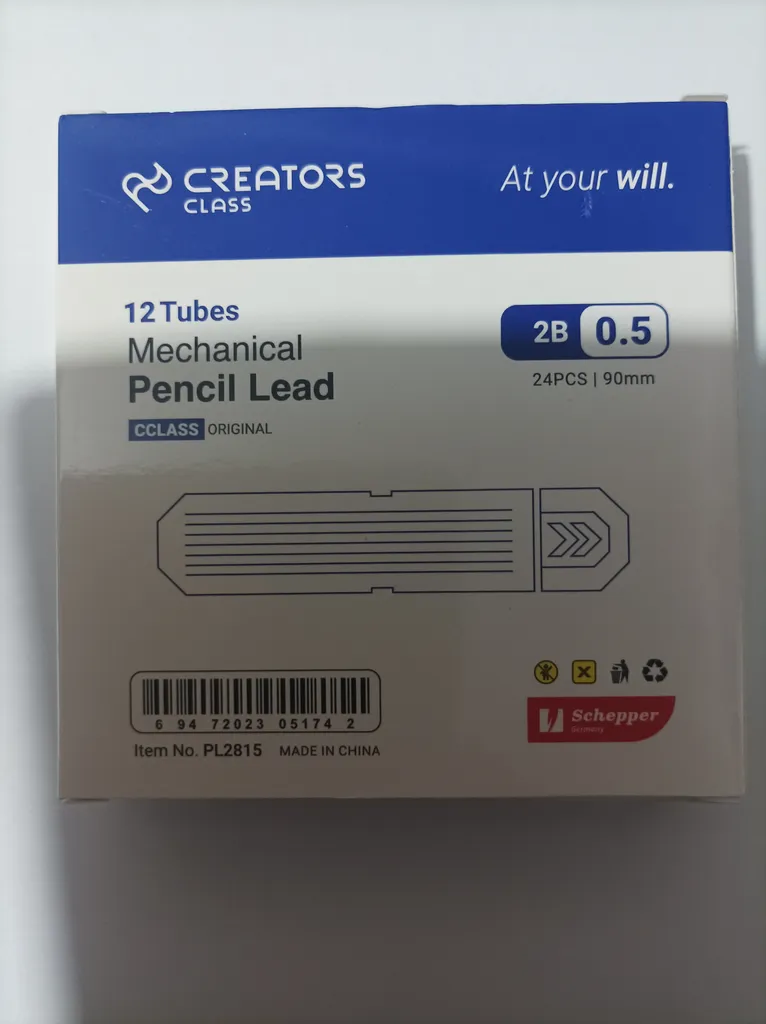 CREATORS
CLASS
At your will.
12 Tubes
Mechanical
Pencil Lead
CCLASS ORIGINAL
2B 0.5
24PCS | 90mm
6 94 72023 05174 2
Item No. PL2815 MADE IN CHINA
Schepper
Germany